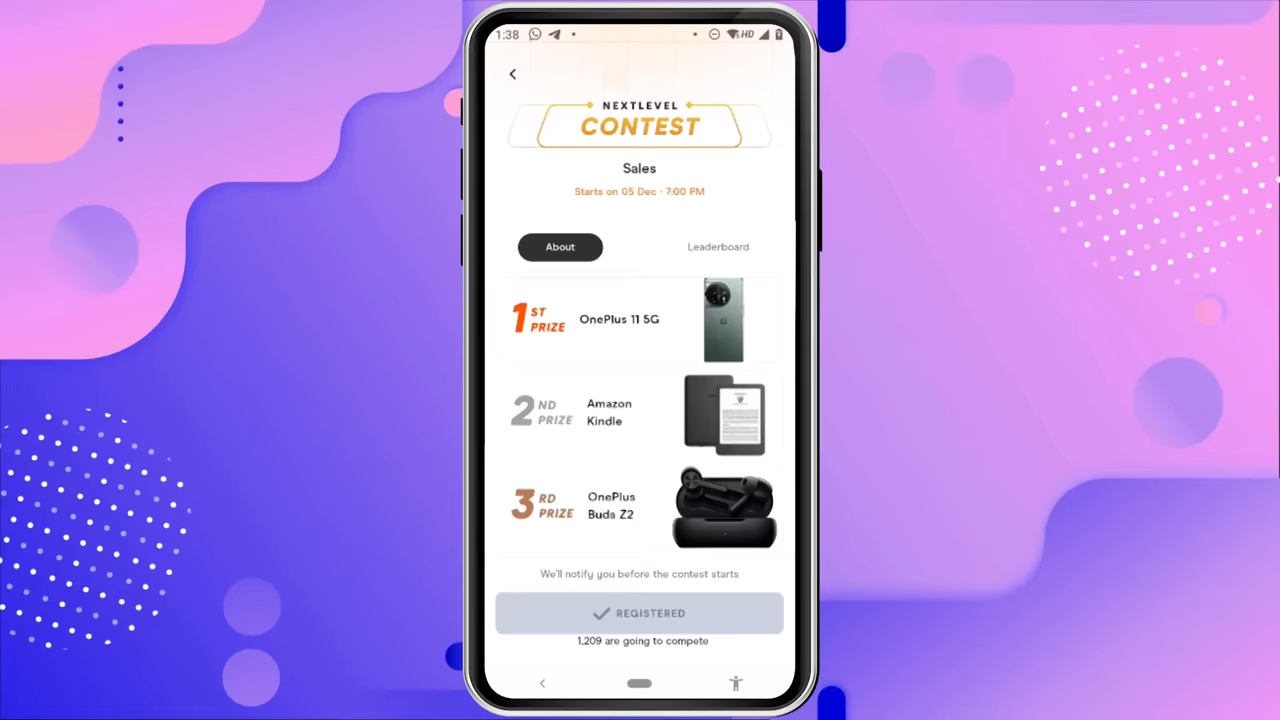 1:38
HD
NEXTLEVEL
CONTEST
Sales
Starts on 05 Dec · 7:00 PM
About
Leaderboard
1ST PRIZE
OnePlus 11 5G
2ND PRIZE
Amazon
Kindle
3RD PRIZE
OnePlus
Buds Z2
We'll notify you before the contest starts
REGISTERED
1,209 are going to compete